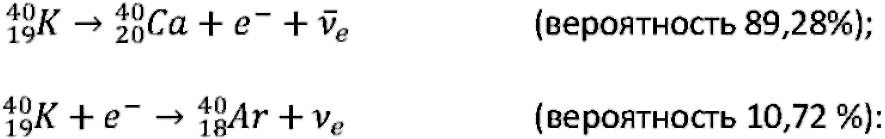 ⁴⁰₁₉K → ⁴⁰₂₀Ca + e⁻ + ν̄ₑ (вероятность 89,28%);
⁴⁰₁₉K + e⁻ → ⁴⁰₁₈Ar + νₑ (вероятность 10,72 %):